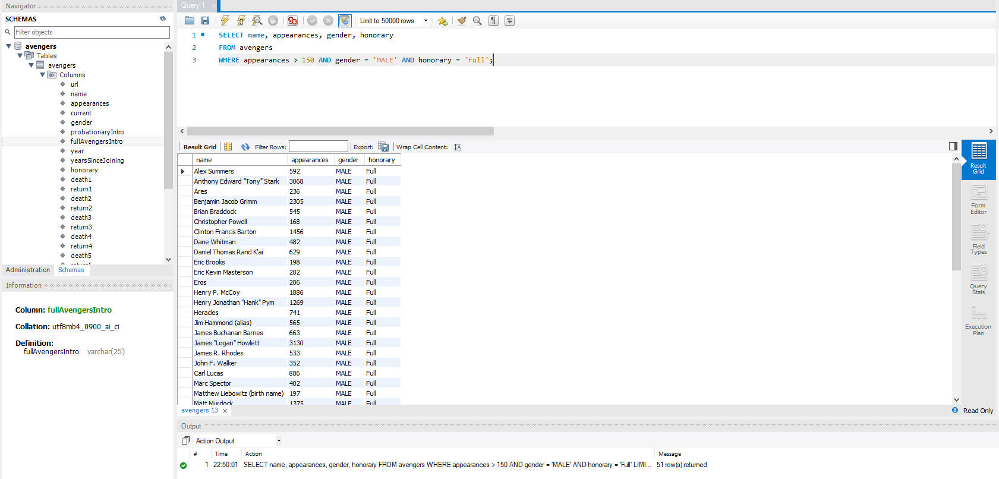 Navigator
SCHEMAS
Filter objects
avengers
Tables
avengers
Columns
url
name
appearances
current
gender
probationaryIntro
fullAvengersIntro
year
yearsSinceJoining
honorary
death1
return1
death2
return2
death3
return3
death4
return4
death5
Administration Schemas
Information
Column: fullAvengersIntro
Collation: utf8mb4_0900_ai_ci
Definition:
fullAvengersIntro varchar(25)
Query 1
Limit to 50000 rows
1 SELECT name, appearances, gender, honorary
2 FROM avengers
3 WHERE appearances > 150 AND gender = 'MALE' AND honorary = 'Full';
Result Grid Filter Rows: Export: Wrap Cell Content:
name appearances gender honorary
Alex Summers 592 MALE Full
Anthony Edward "Tony" Stark 3068 MALE Full
Ares 236 MALE Full
Benjamin Jacob Grimm 2305 MALE Full
Brian Braddock 545 MALE Full
Christopher Powell 168 MALE Full
Clinton Francis Barton 1456 MALE Full
Dane Whitman 482 MALE Full
Daniel Thomas Rand K'ai 629 MALE Full
Eric Brooks 198 MALE Full
Eric Kevin Masterson 202 MALE Full
Eros 206 MALE Full
Henry P. McCoy 1886 MALE Full
Henry Jonathan "Hank" Pym 1269 MALE Full
Heracles 741 MALE Full
Jim Hammond (alias) 565 MALE Full
James Buchanan Barnes 663 MALE Full
James "Logan" Howlett 3130 MALE Full
James R. Rhodes 533 MALE Full
John F. Walker 352 MALE Full
Carl Lucas 886 MALE Full
Marc Spector 402 MALE Full
Matthew Liebowitz (birth name) 197 MALE Full
Matt Murdock 1375 MALE Full
Result
Grid
Form
Editor
Field
Types
Query
Stats
Execution
Plan
avengers 13
Read Only
Output
Action Output
# Time Action Message
1 22:50:01 SELECT name, appearances, gender, honorary FROM avengers WHERE appearances > 150 AND gender = 'MALE' AND honorary = 'Full' LIMI... 51 row(s) returned